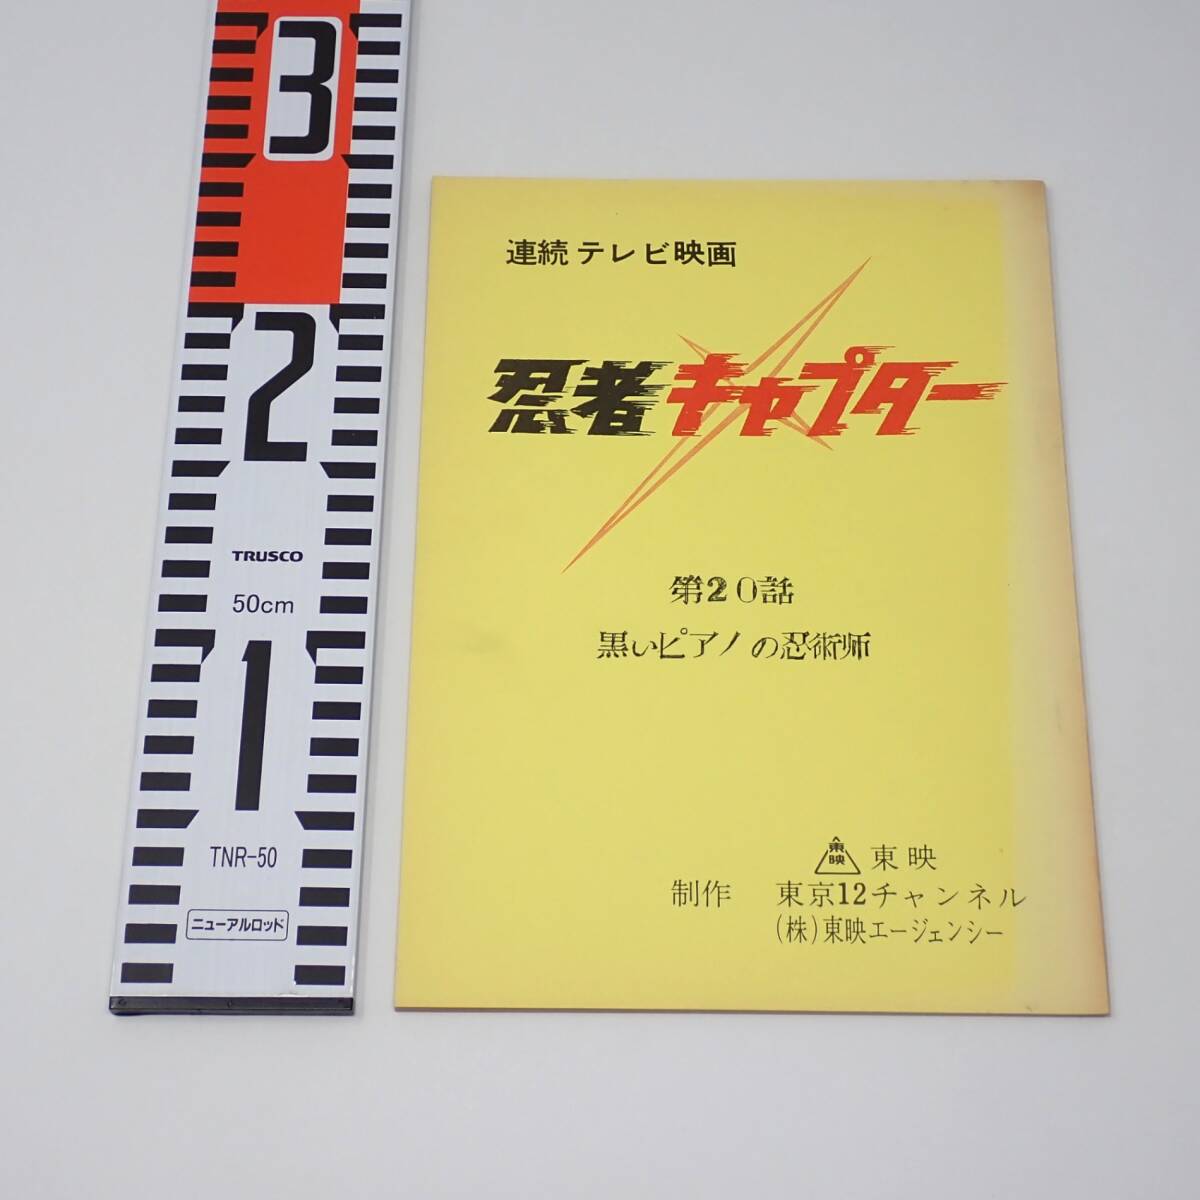 3
2
TRUSCO
50cm
1
TNR-50
ニューアルロッド
連続テレビ映画
忍者キャプター
第20話
黒いピアノの忍術師
東映 東映
制作 東京12チャンネル
(株)東映エージェンシー